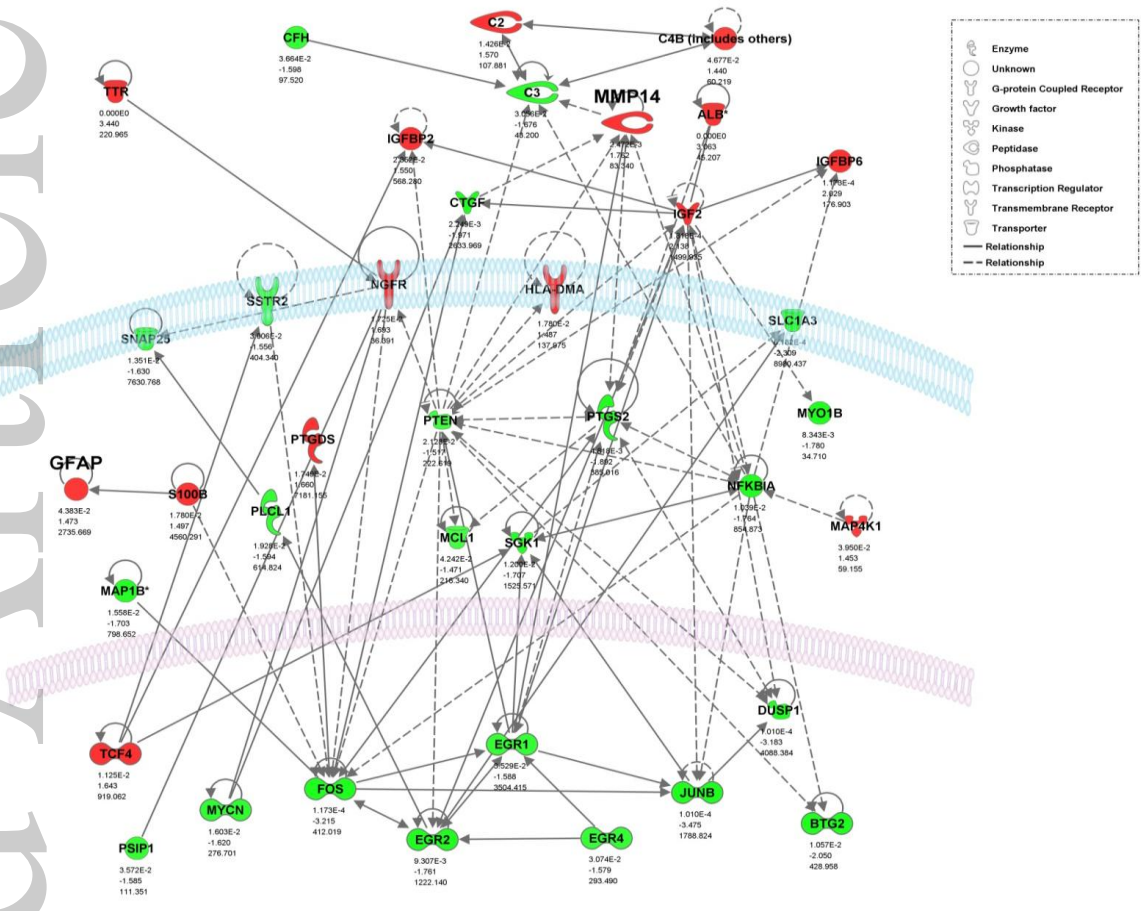 C2
1.570
107.881
CFH
3.664E-2
-1.598
97.520
C4B (includes others)
4.677E-2
1.440
60.219
TTR
0.000E0
3.440
220.965
C3
-1.676
MMP14
1.762
83.340
ALB*
0.000E0
3.063
45.207
IGFBP2
1.550
568.280
IGFBP6
2.029
176.903
CTGF
-1.971
2633.969
IGF2
NGFR
1.693
HLA-DMA
1.780E-2
1.487
137.975
SSTR2
-1.556
404.340
SNAP25
1.351E-2
-1.630
7630.768
SLC1A3
-2.309
MYO1B
8.343E-3
-1.780
34.710
PTEN
PTGS2
-1.892
PTGDS
1.660
GFAP
4.383E-2
1.473
2735.669
S100B
1.780E-2
1.497
4560.291
PLCL1
-1.594
614.824
MCL1
4.242E-2
-1.471
216.340
SGK1
-1.707
1525.571
NFKBIA
-1.764
854.873
MAP4K1
3.950E-2
1.453
59.155
MAP1B*
1.558E-2
-1.703
798.652
TCF4
1.125E-2
1.643
919.062
MYCN
1.603E-2
-1.620
276.701
PSIP1
3.572E-2
-1.585
111.351
FOS
1.173E-4
-3.215
412.019
EGR1
-1.588
3504.415
EGR2
9.307E-3
-1.761
1222.140
EGR4
3.074E-2
-1.579
293.490
JUNB
1.010E-4
-3.475
1788.824
DUSP1
1.010E-4
-3.183
4088.384
BTG2
1.057E-2
-2.050
428.958
Enzyme
Unknown
G-protein Coupled Receptor
Growth factor
Kinase
Peptidase
Phosphatase
Transcription Regulator
Transmembrane Receptor
Transporter
Relationship
Relationship